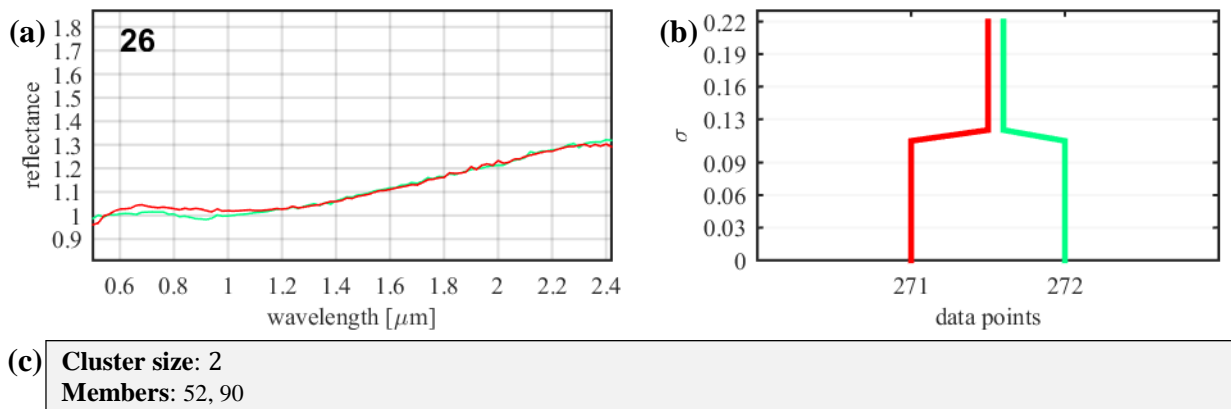 (a)
26
1.8
1.7
1.6
1.5
1.4
1.3
1.2
1.1
1
0.9
reflectance
0.6 0.8 1 1.2 1.4 1.6 1.8 2 2.2 2.4
wavelength [μm]
(b)
0.22
0.19
0.16
0.13
0.09
0.06
0.03
0
σ
271 272
data points
(c)
Cluster size: 2
Members: 52, 90